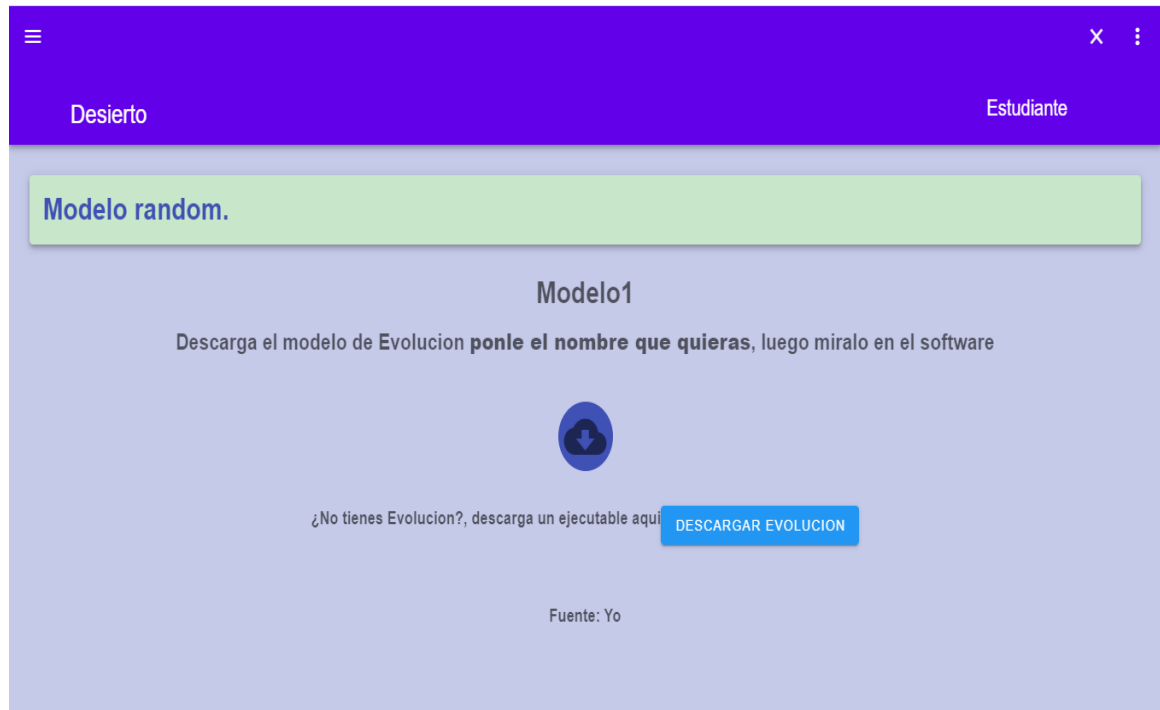 X
Desierto
Estudiante
Modelo random.
Modelo1
Descarga el modelo de Evolucion ponle el nombre que quieras, luego miralo en el software
¿No tienes Evolucion?, descarga un ejecutable aqui DESCARGAR EVOLUCION
Fuente: Yo